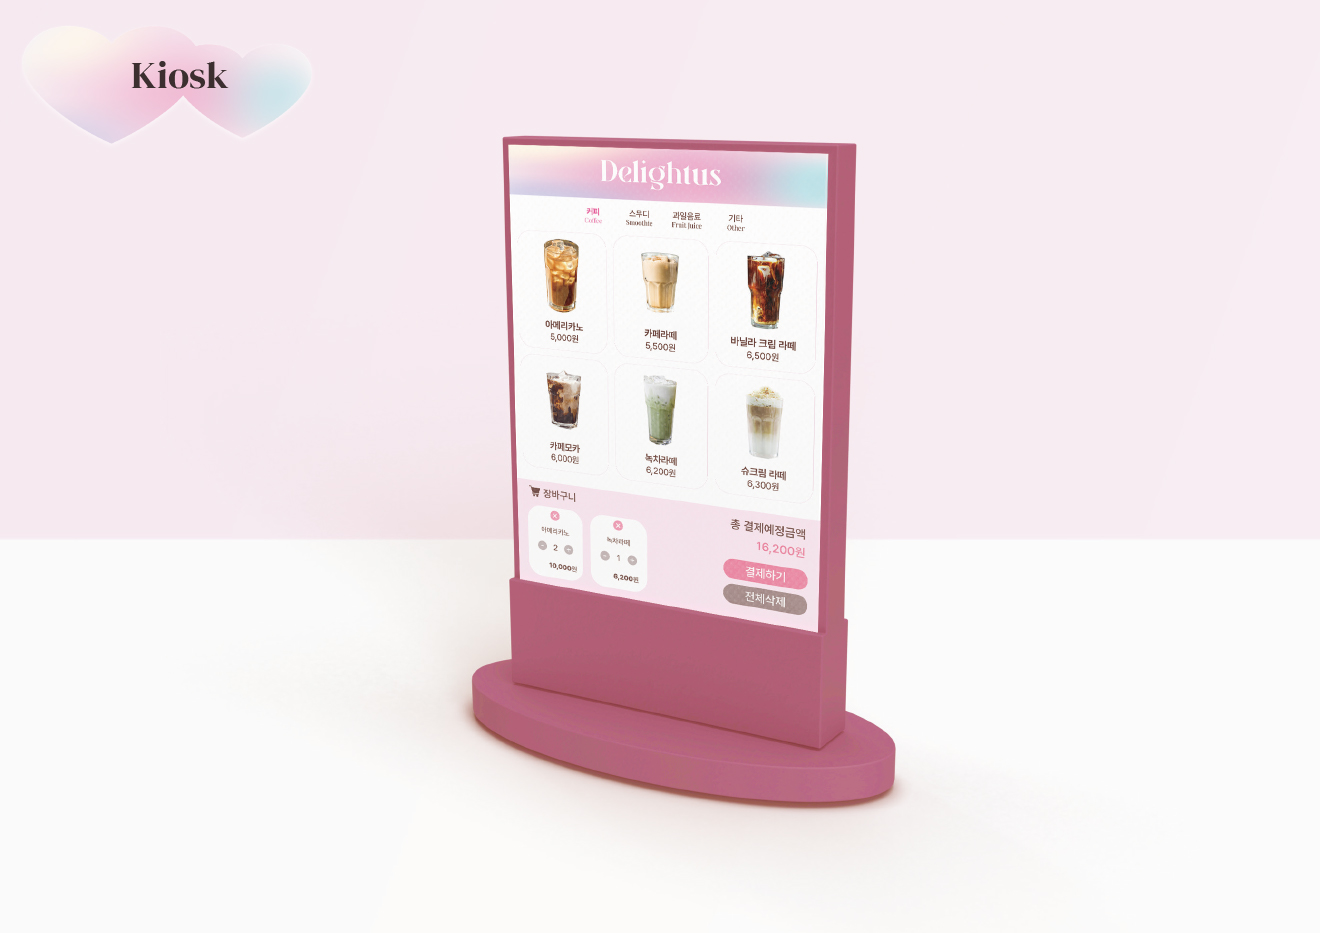 Kiosk
Delightus
커피 스무디 과일음료 기타
Coffee Smoothie Fruit Juice Other
아메리카노 카페라떼 바닐라 크림 라떼
5,000원 5,500원 6,500원
카페모카 녹차라떼 슈크림 라떼
6,000원 6,200원 6,300원
장바구니
아메리카노 녹차라떼
2 1
10,000원 6,200원
총 결제예정금액
16,200원
결제하기
전체삭제